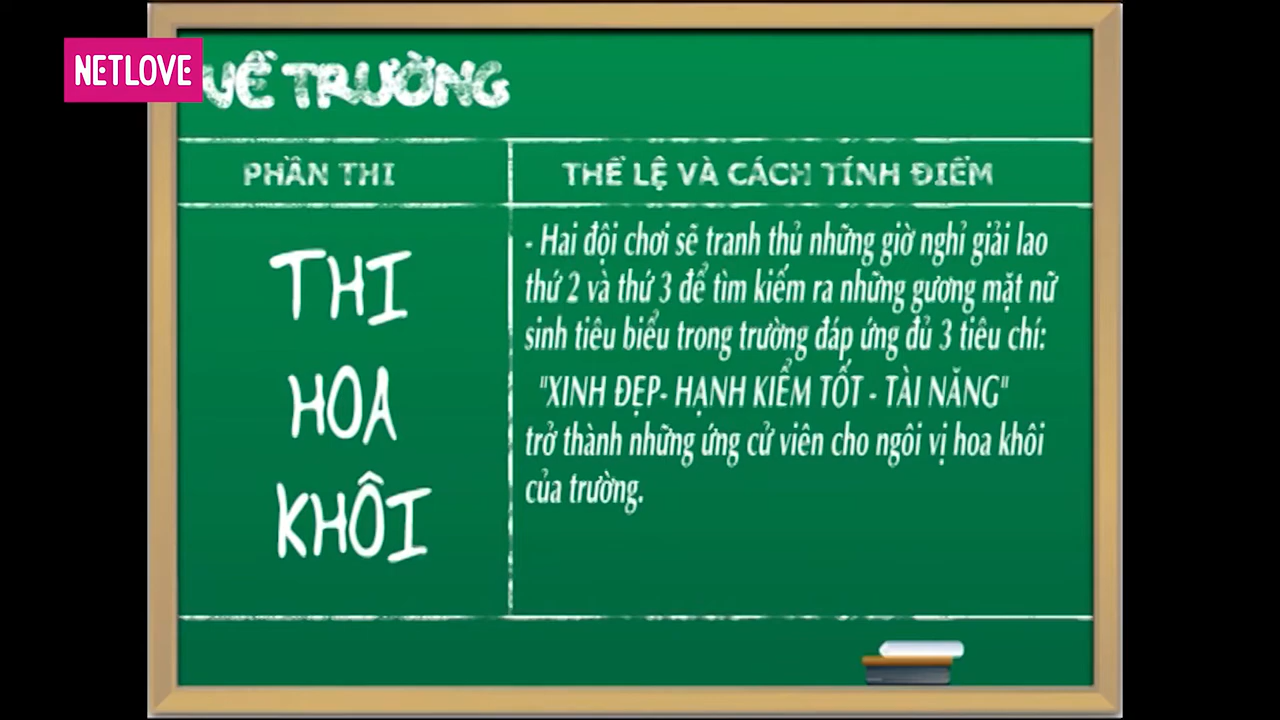 NETLOVE
VỀ TRƯỜNG
PHẦN THI
THỂ LỆ VÀ CÁCH TÍNH ĐIỂM
THI
HOA
KHÔI
- Hai đội chơi sẽ tranh thủ những giờ nghỉ giải lao
thứ 2 và thứ 3 để tìm kiếm ra những gương mặt nữ
sinh tiêu biểu trong trường đáp ứng đủ 3 tiêu chí:
"XINH ĐẸP- HẠNH KIỂM TỐT - TÀI NĂNG"
trở thành những ứng cử viên cho ngôi vị hoa khôi
của trường.